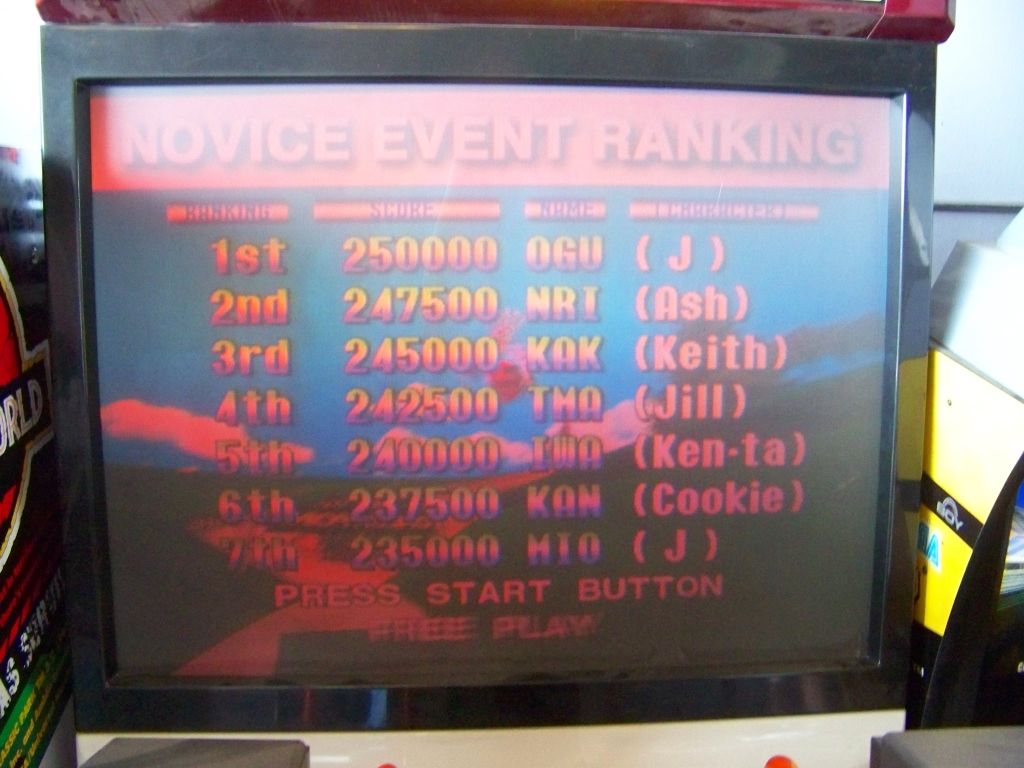 NOVICE EVENT RANKING
RANKING SCORE NAME (CHARACTER)
1st 250000 OGU (J)
2nd 247500 NRI (Ash)
3rd 245000 KAK (Keith)
4th 242500 TMA (Jill)
5th 240000 IWA (Ken-ta)
6th 237500 KAN (Cookie)
7th 235000 MIO (J)
PRESS START BUTTON
FREE PLAY
ORLD
BOY